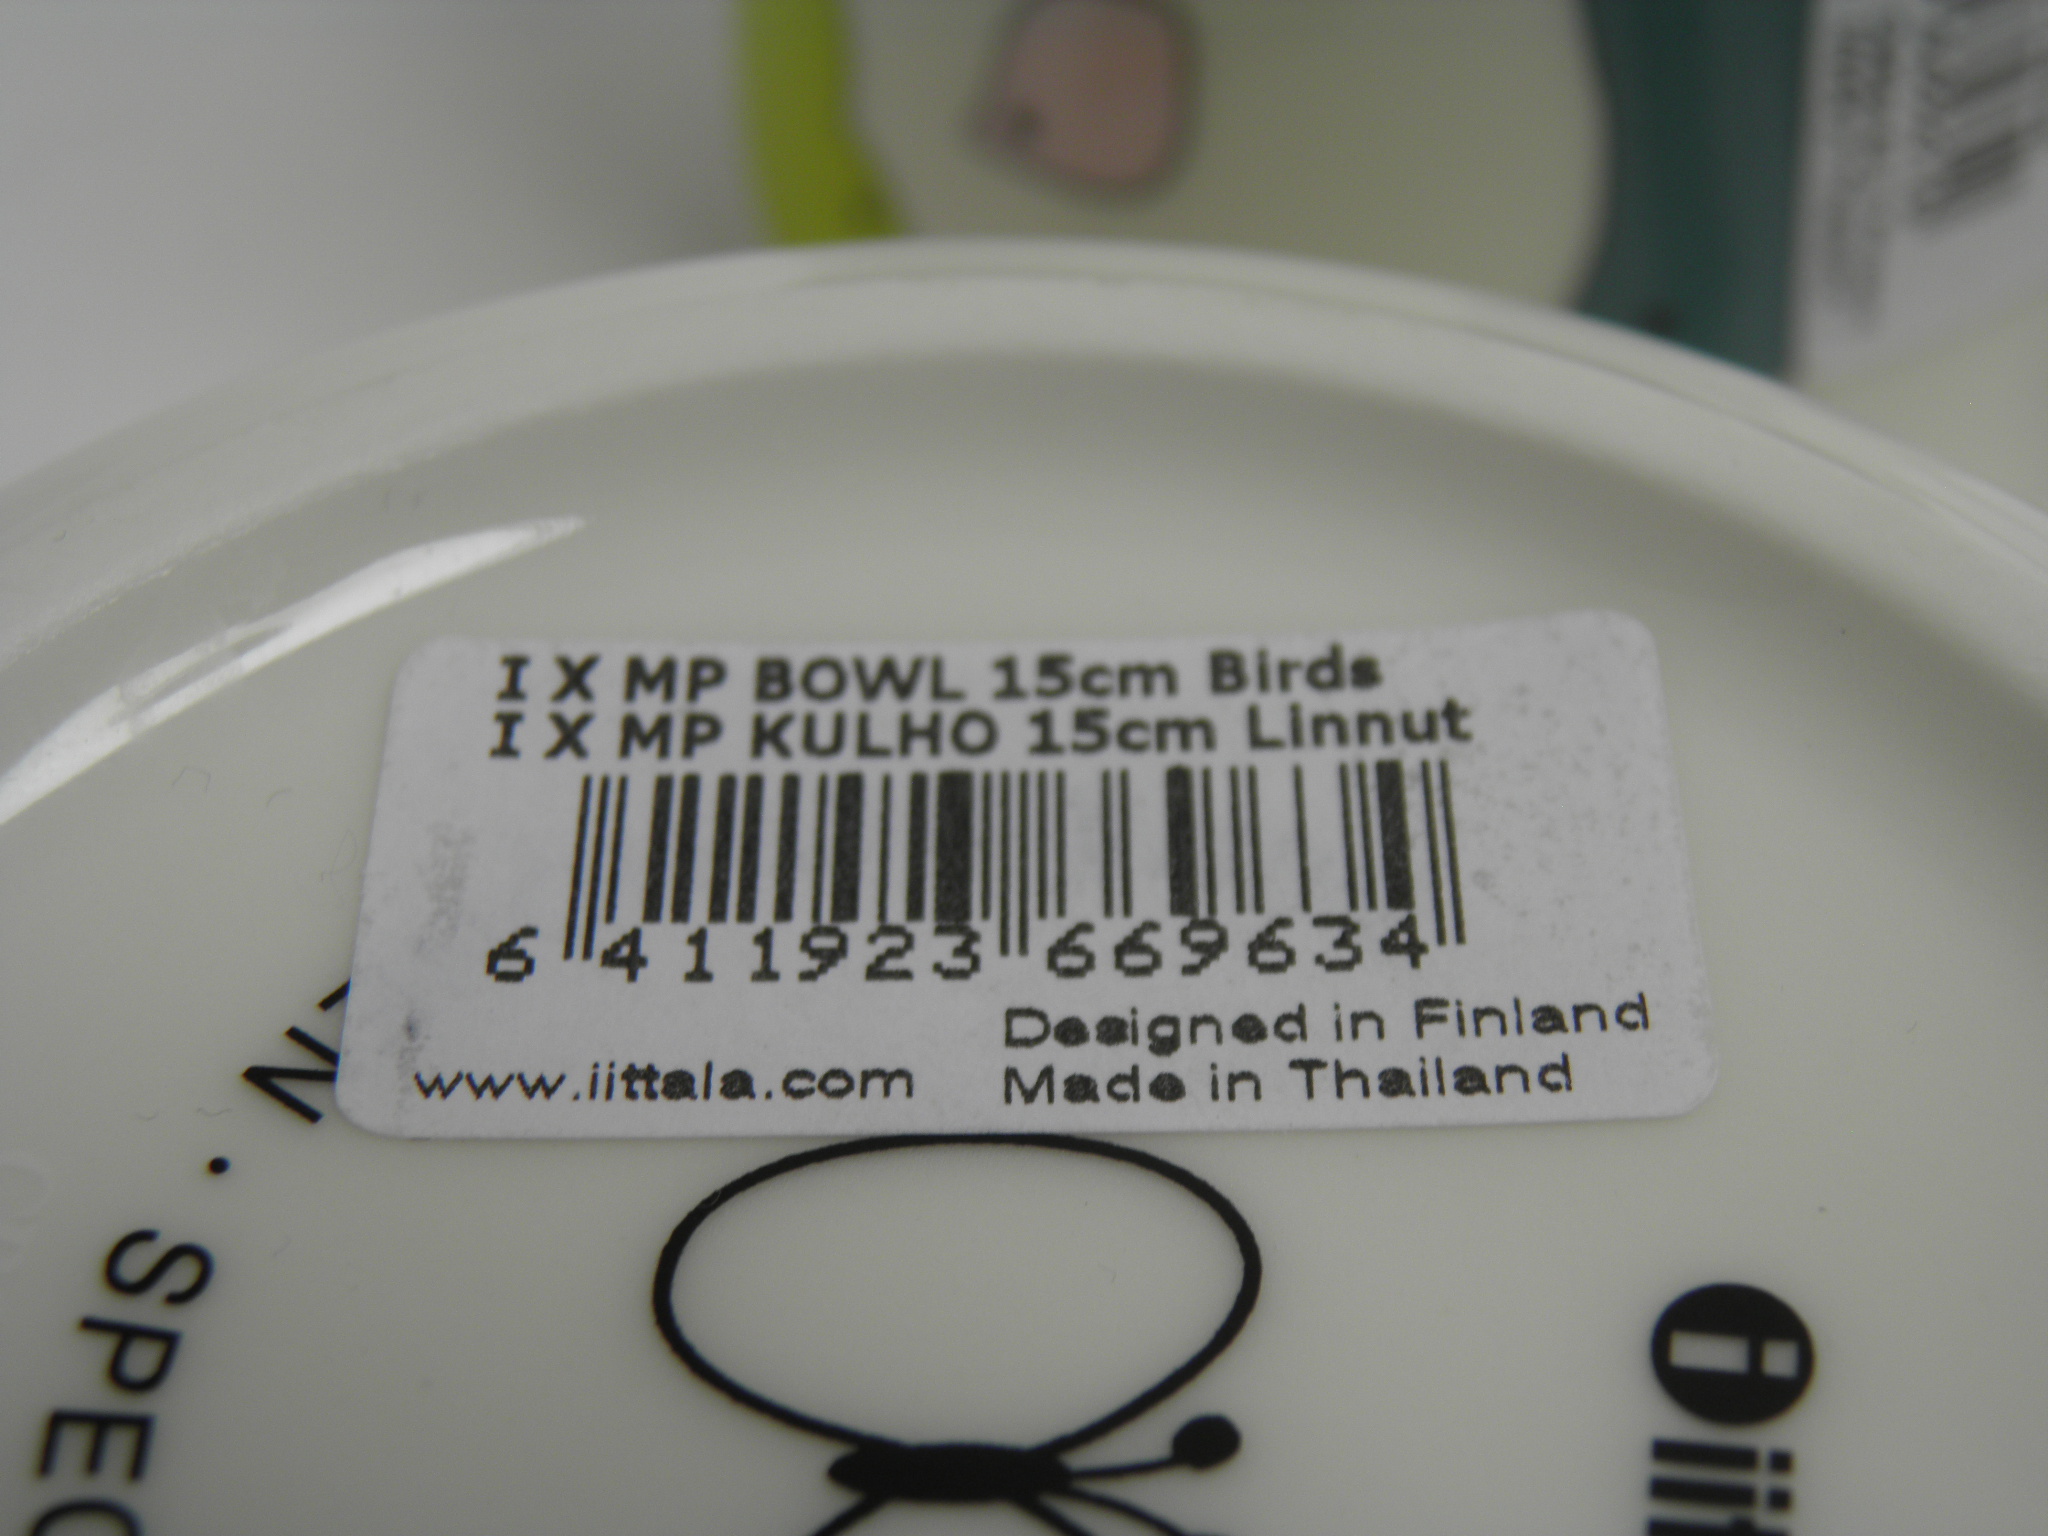 I X MP BOWL 15cm Birds
I X MP KULHO 15cm Linnut
6 411923 669634
Designed in Finland
www.iittala.com Made in Thailand